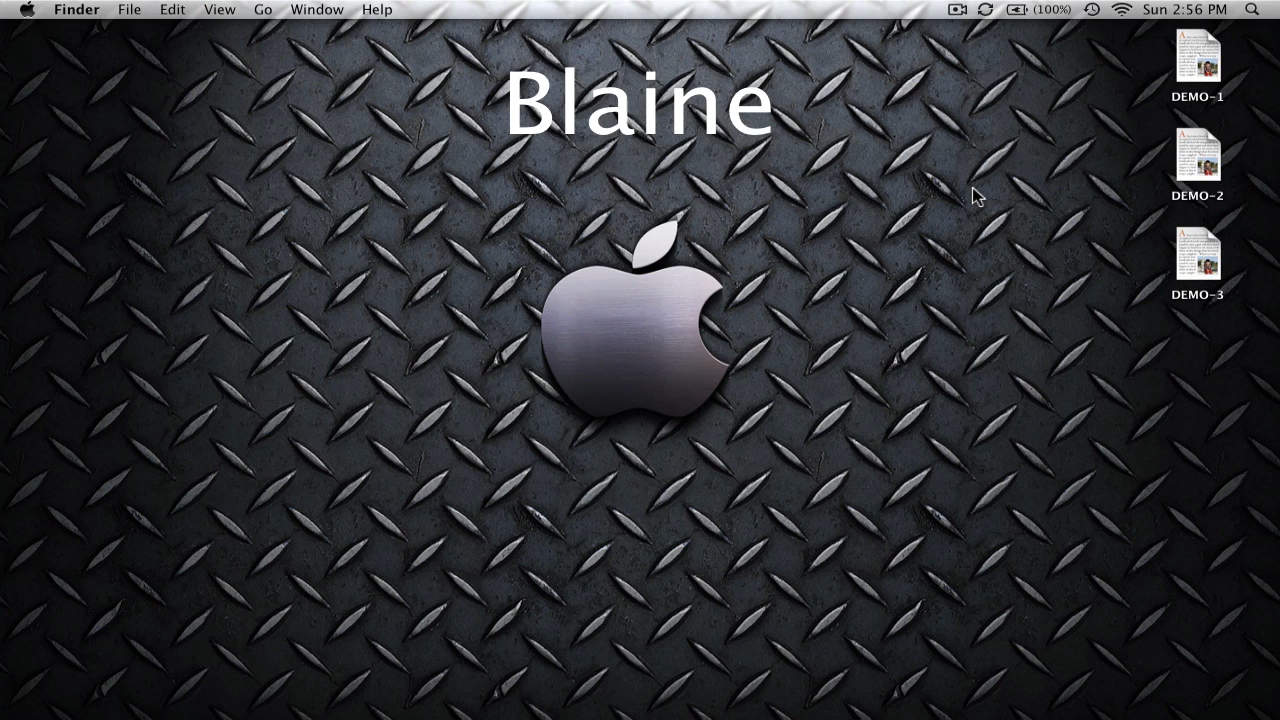 Finder File Edit View Go Window Help (100%) Sun 2:56 PM
Blaine
DEMO-1
DEMO-2
DEMO-3